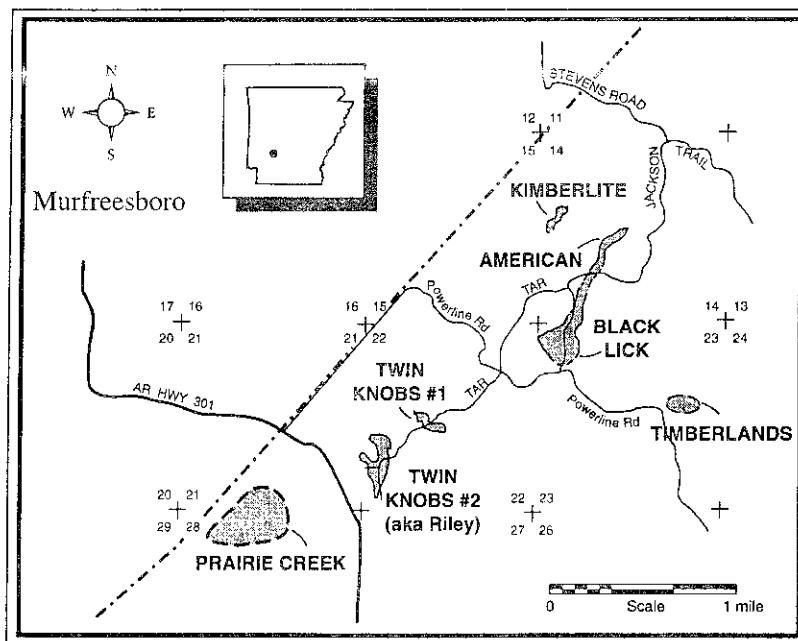 N
W E
S
Murfreesboro
STEVENS ROAD
TRAIL
JACKSON
12 11
15 14
KIMBERLITE
AMERICAN
TAR
17 16
20 21
16 15
21 22
Powerline Rd
14 13
23 24
BLACK
LICK
AR HWY 301
TWIN
KNOBS #1
TAR
Powerline Rd
TIMBERLANDS
TWIN
KNOBS #2
(aka Riley)
20 21
29 28
22 23
27 26
PRAIRIE CREEK
0 Scale 1 mile